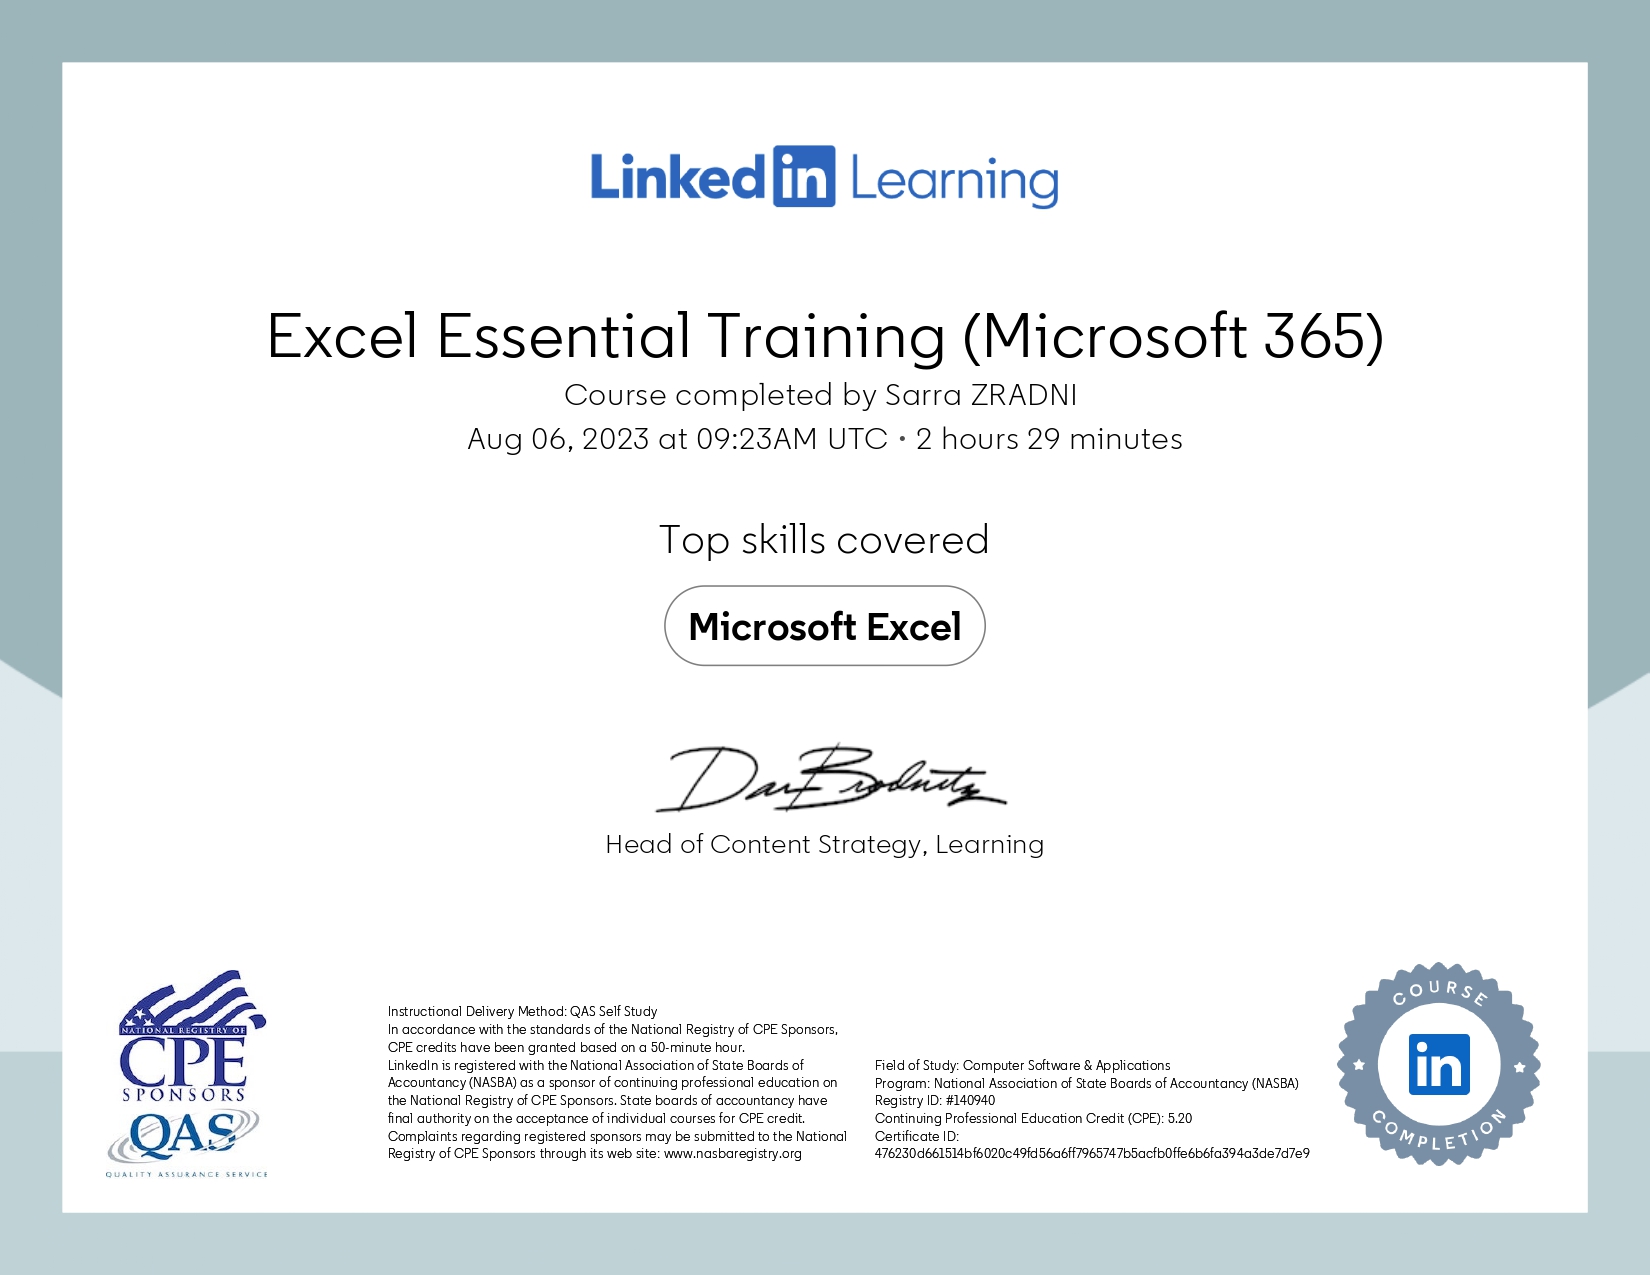 LinkedIn Learning
Excel Essential Training (Microsoft 365)
Course completed by Sarra ZRADNI
Aug 06, 2023 at 09:23AM UTC • 2 hours 29 minutes
Top skills covered
Microsoft Excel
Dan Brodnitz
Head of Content Strategy, Learning
NATIONAL REGISTRY OF
CPE
SPONSORS
QAS
QUALITY ASSURANCE SERVICE
Instructional Delivery Method: QAS Self Study
In accordance with the standards of the National Registry of CPE Sponsors,
CPE credits have been granted based on a 50-minute hour.
LinkedIn is registered with the National Association of State Boards of
Accountancy (NASBA) as a sponsor of continuing professional education on
the National Registry of CPE Sponsors. State boards of accountancy have
final authority on the acceptance of individual courses for CPE credit.
Complaints regarding registered sponsors may be submitted to the National
Registry of CPE Sponsors through its web site: www.nasbaregistry.org
Field of Study: Computer Software & Applications
Program: National Association of State Boards of Accountancy (NASBA)
Registry ID: #140940
Continuing Professional Education Credit (CPE): 5.20
Certificate ID:
476230d661514bf6020c49fd56a6ff7965747b5acfb0ffe6b6fa394a3de7d7e9
COURSE
in
COMPLETION